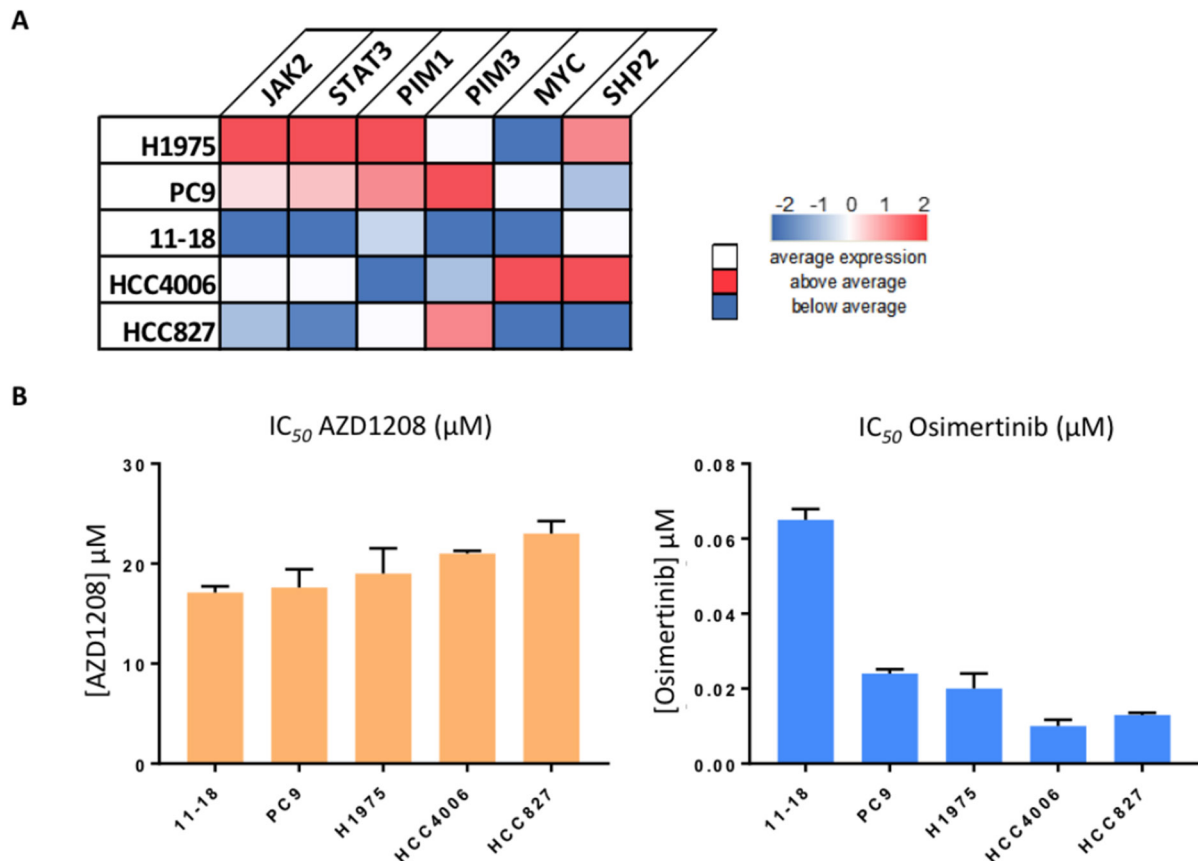 A
JAK2 STAT3 PIM1 PIM3 MYC SHP2
H1975
PC9
11-18
HCC4006
HCC827
-2 -1 0 1 2
average expression
above average
below average
B
IC50 AZD1208 (µM)
[AZD1208] µM
30
20
10
0
11-18 PC9 H1975 HCC4006 HCC827
IC50 Osimertinib (µM)
[Osimertinib] µM
0.08
0.06
0.04
0.02
0.00
11-18 PC9 H1975 HCC4006 HCC827